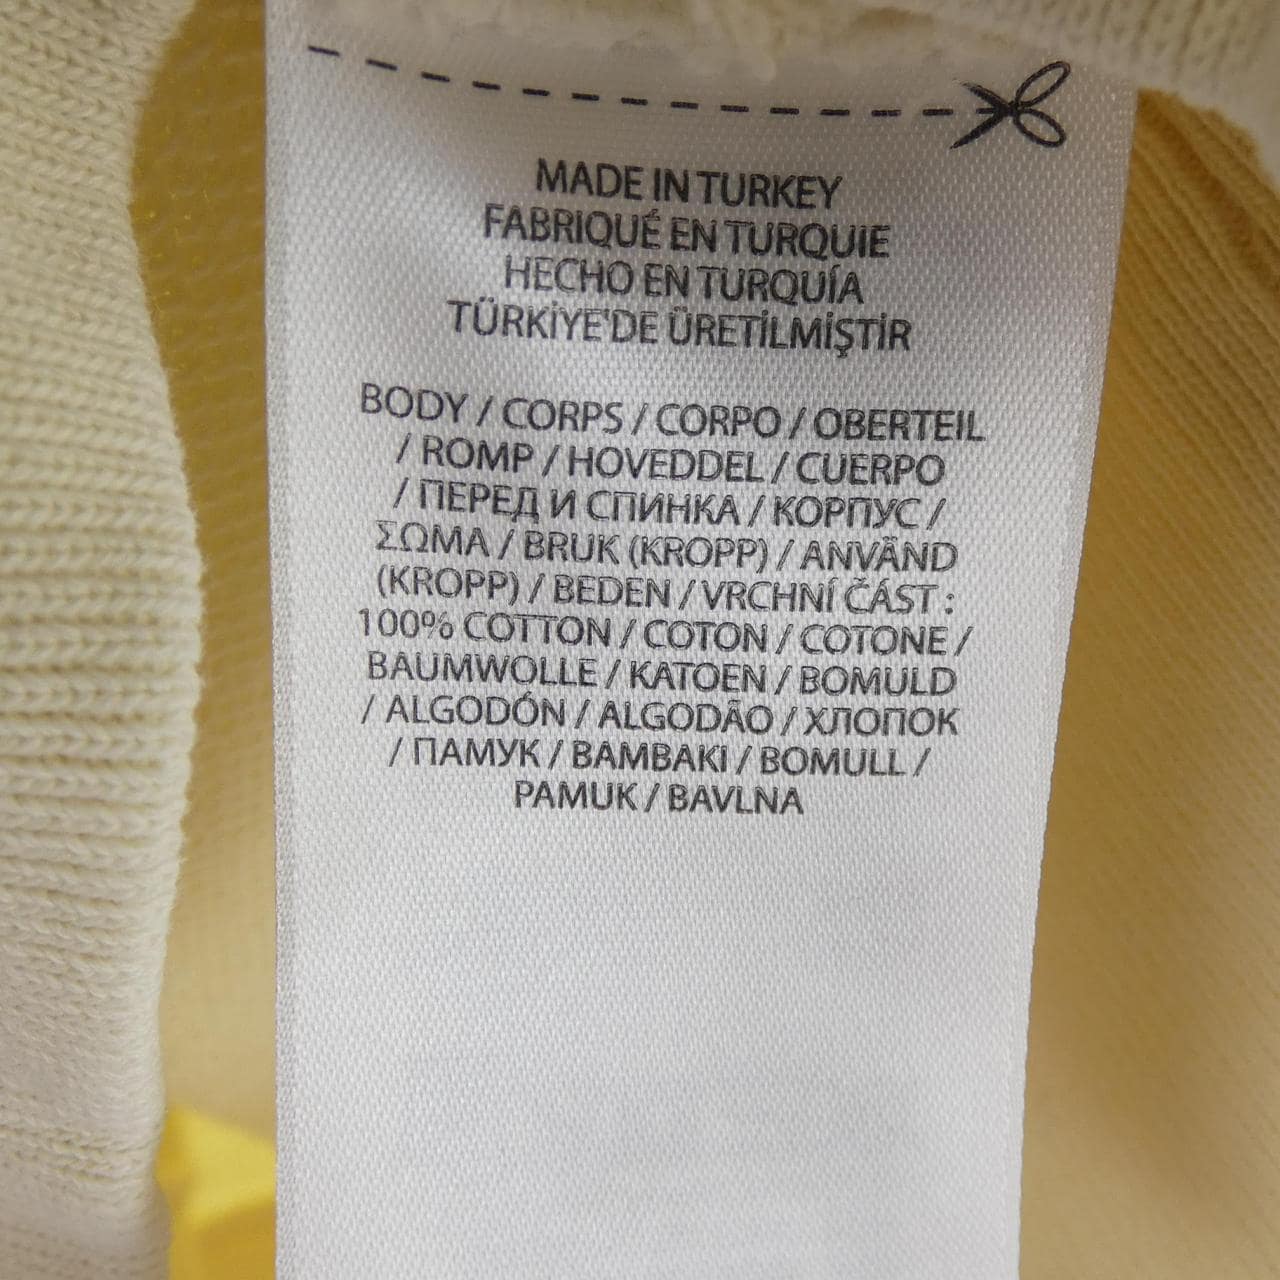 MADE IN TURKEY
FABRIQUÉ EN TURQUIE
HECHO EN TURQUÍA
TÜRKİYE'DE ÜRETİLMİŞTİR
BODY / CORPS / CORPO / OBERTEIL
/ ROMP / HOVEDDEL / CUERPO
/ ПЕРЕД И СПИНКА / КОРПУС /
ΣΩΜΑ / BRUK (KROPP) / ANVÄND
(KROPP) / BEDEN / VRCHNÍ ČÁST :
100% COTTON / COTON / COTONE /
BAUMWOLLE / KATOEN / BOMULD
/ ALGODÓN / ALGODÃO / ХЛОПОК
/ ПАМУК / ΒΑΜΒΑΚΙ / BOMULL /
PAMUK / BAVLNA